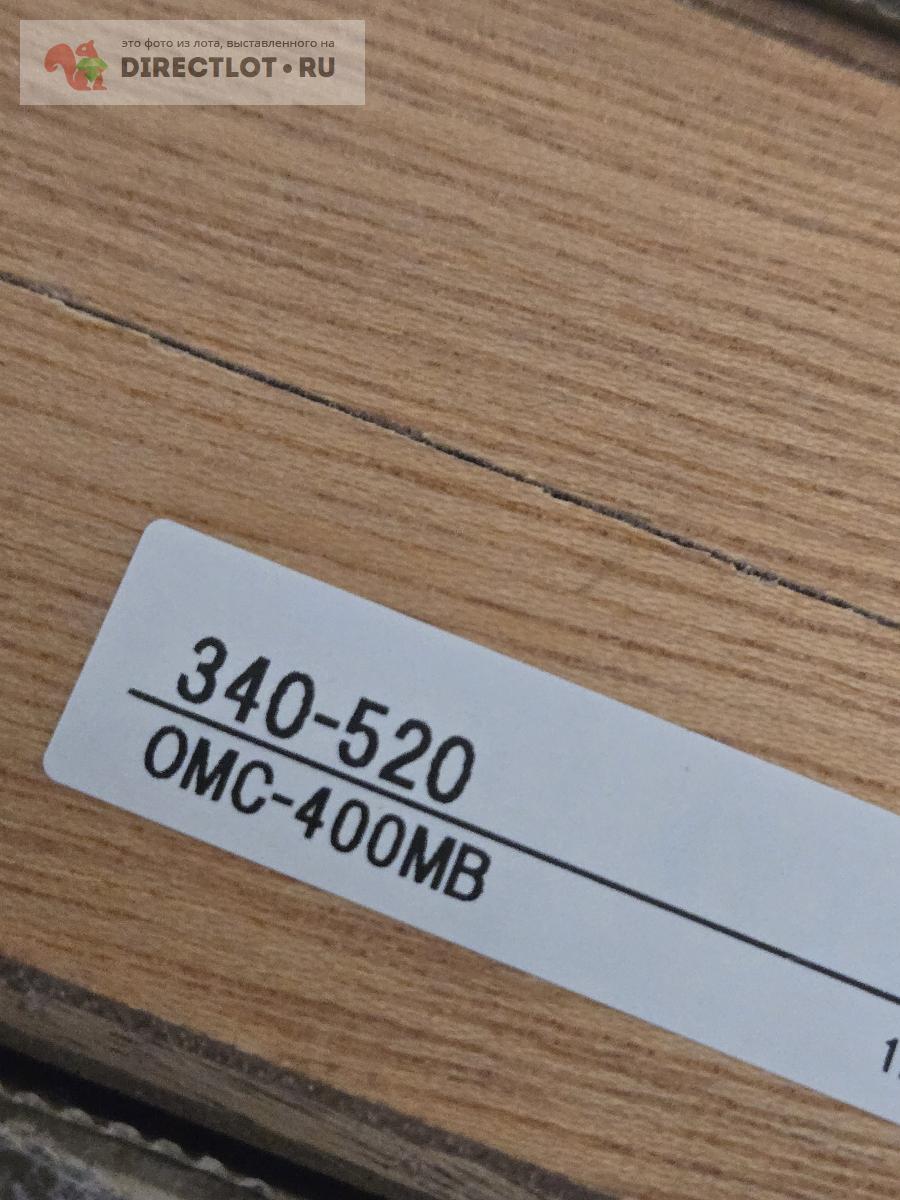 это фото из лота, выставленного на
DIRECTLOT•RU
340-520
OMC-400MB